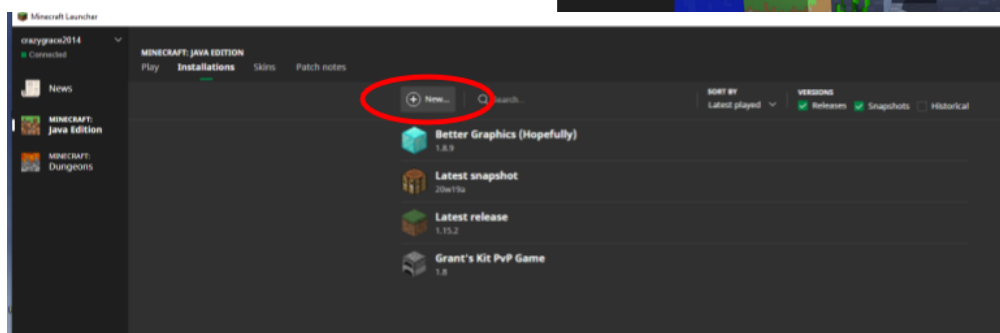 Minecraft Launcher
crazygrace2014
Connected
News
MINECRAFT:
Java Edition
MINECRAFT:
Dungeons
MINECRAFT: JAVA EDITION
Play Installations Skins Patch notes
New... Search...
SORT BY
Latest played
VERSIONS
Releases Snapshots Historical
Better Graphics (Hopefully)
1.8.9
Latest snapshot
20w19a
Latest release
1.15.2
Grant's Kit PvP Game
1.8